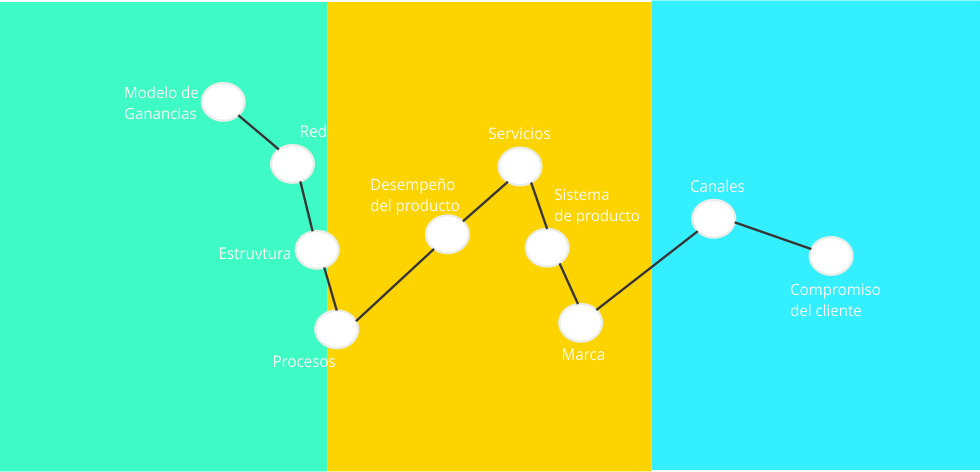 Modelo de
Ganancias
Red
Estruvtura
Procesos
Desempeño
del producto
Servicios
Sistema
de producto
Marca
Canales
Compromiso
del cliente